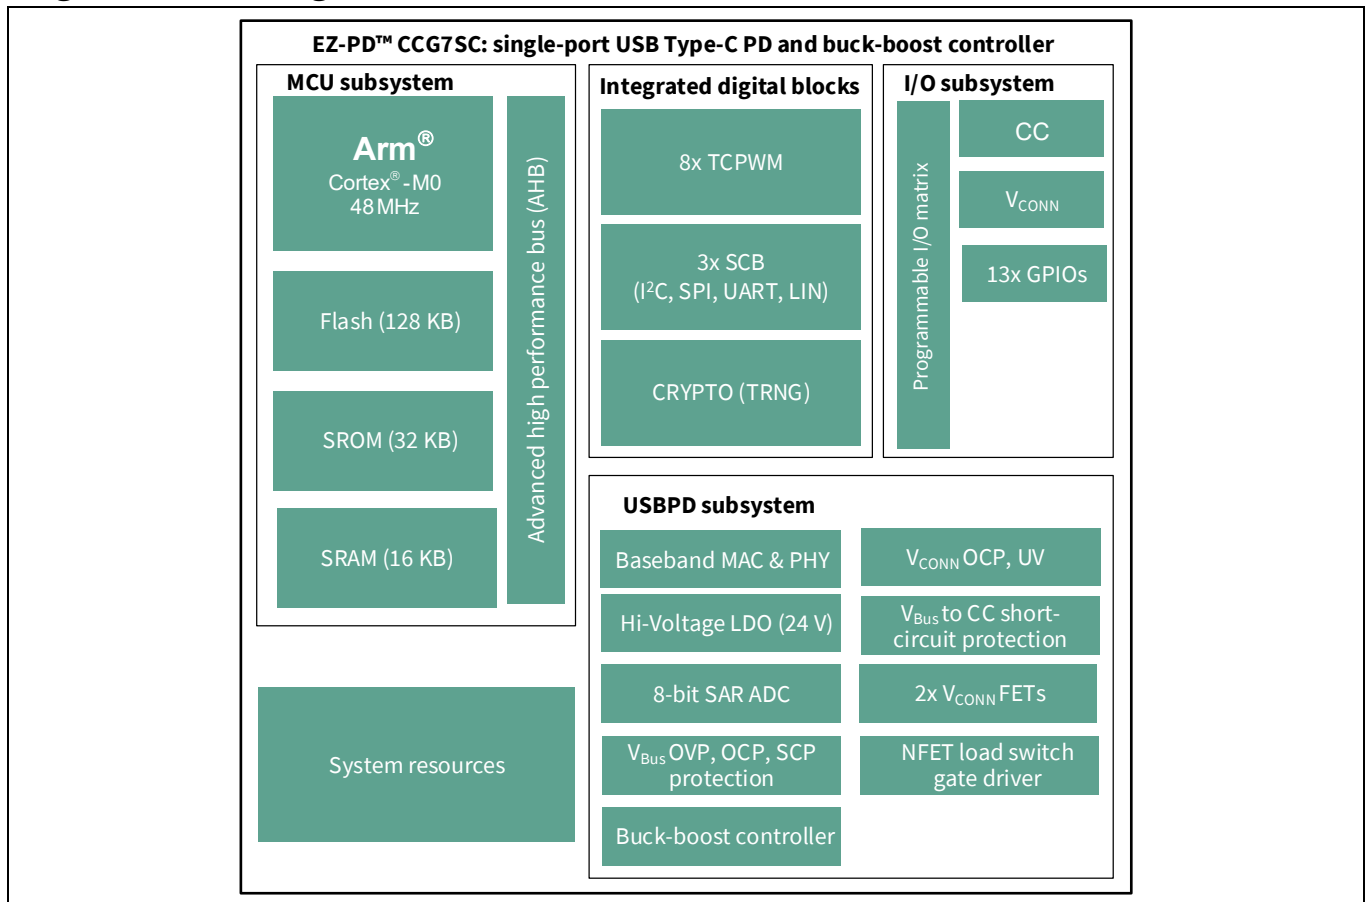 EZ-PD™ CCG7SC: single-port USB Type-C PD and buck-boost controller
MCU subsystem
Arm®
Cortex®-M0
48 MHz
Flash (128 KB)
SROM (32 KB)
SRAM (16 KB)
Advanced high performance bus (AHB)
Integrated digital blocks
8x TCPWM
3x SCB
(I²C, SPI, UART, LIN)
CRYPTO (TRNG)
I/O subsystem
Programmable I/O matrix
CC
VCONN
13x GPIOs
System resources
USBPD subsystem
Baseband MAC & PHY
Hi-Voltage LDO (24 V)
8-bit SAR ADC
VBus OVP, OCP, SCP
protection
Buck-boost controller
VCONN OCP, UV
VBus to CC short-
circuit protection
2x VCONN FETs
NFET load switch
gate driver